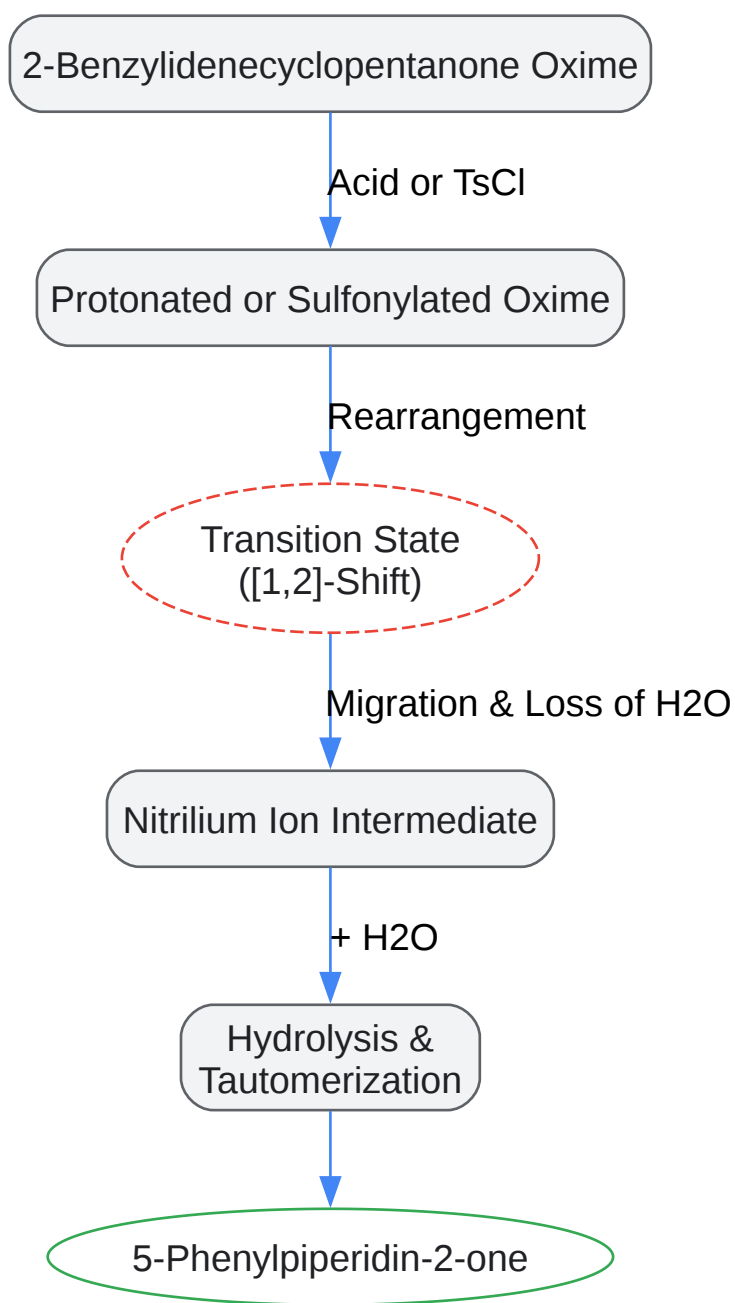 2-Benzylidenecyclopentanone Oxime
Acid or TsCl
Protonated or Sulfonylated Oxime
Rearrangement
Transition State
([1,2]-Shift)
Migration & Loss of H2O
Nitrilium Ion Intermediate
+ H2O
Hydrolysis &
Tautomerization
5-Phenylpiperidin-2-one